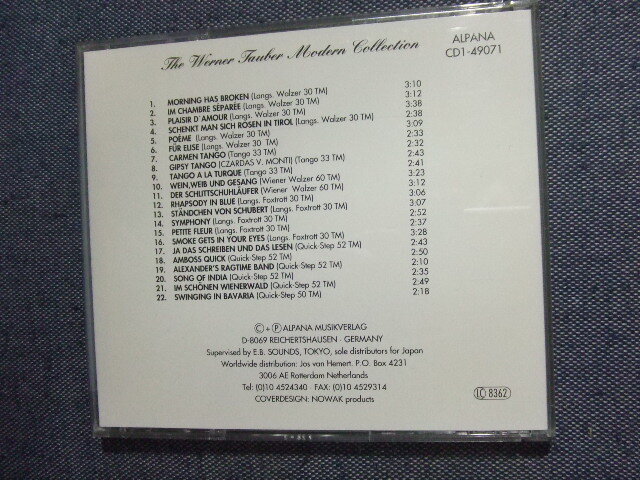 The Werner Tauber Modern Collection
ALPANA
CD1-49071
1. MORNING HAS BROKEN (Langs. Walzer 30 TM) 3:10
2. IM CHAMBRE SÉPARÉE (Langs. Walzer 30 TM) 3:12
3. PLAISIR D'AMOUR (Langs. Walzer 30 TM) 3:38
4. SCHENKT MAN SICH ROSEN IN TIROL (Langs. Walzer 30 TM) 2:38
5. POÈME (Langs. Walzer 30 TM) 3:09
6. FÜR ELISE (Langs. Walzer 30 TM) 2:33
7. CARMEN TANGO (Tango 33 TM) 2:32
8. GIPSY TANGO (CZARDAS V. MONTI) (Tango 33 TM) 2:43
9. TANGO A LA TURQUE (Tango 33 TM) 2:41
10. WEIN, WEIB UND GESANG (Wiener Walzer 60 TM) 3:23
11. DER SCHLITTSCHUHLÄUFER (Wiener Walzer 60 TM) 3:12
12. RHAPSODY IN BLUE (Langs. Foxtrott 30 TM) 3:06
13. STÄNDCHEN VON SCHUBERT (Langs. Foxtrott 30 TM) 3:07
14. SYMPHONY (Langs. Foxtrott 30 TM) 2:52
15. PETITE FLEUR (Langs. Foxtrott 30 TM) 2:37
16. SMOKE GETS IN YOUR EYES (Langs. Foxtrott 30 TM) 3:28
17. JA DAS SCHREIBEN UND DAS LESEN (Quick-Step 52 TM) 2:43
18. AMBOSS QUICK (Quick-Step 52 TM) 2:50
19. ALEXANDER'S RAGTIME BAND (Quick-Step 52 TM) 2:10
20. SONG OF INDIA (Quick-Step 52 TM) 2:35
21. IM SCHÖNEN WIENERWALD (Quick-Step 52 TM) 2:49
22. SWINGING IN BAVARIA (Quick-Step 50 TM) 2:18
Ⓒ + Ⓟ ALPANA MUSIKVERLAG
D-8069 REICHERTSHAUSEN · GERMANY
Supervised by E.B. SOUNDS, TOKYO, sole distributors for Japan
Worldwide distribution: Jos van Hemert. P.O. Box 4231
3006 AE Rotterdam Netherlands
Tel: (0)10 4524340 · FAX: (0)10 4529314
COVERDESIGN: NOWAK products
LC 8362